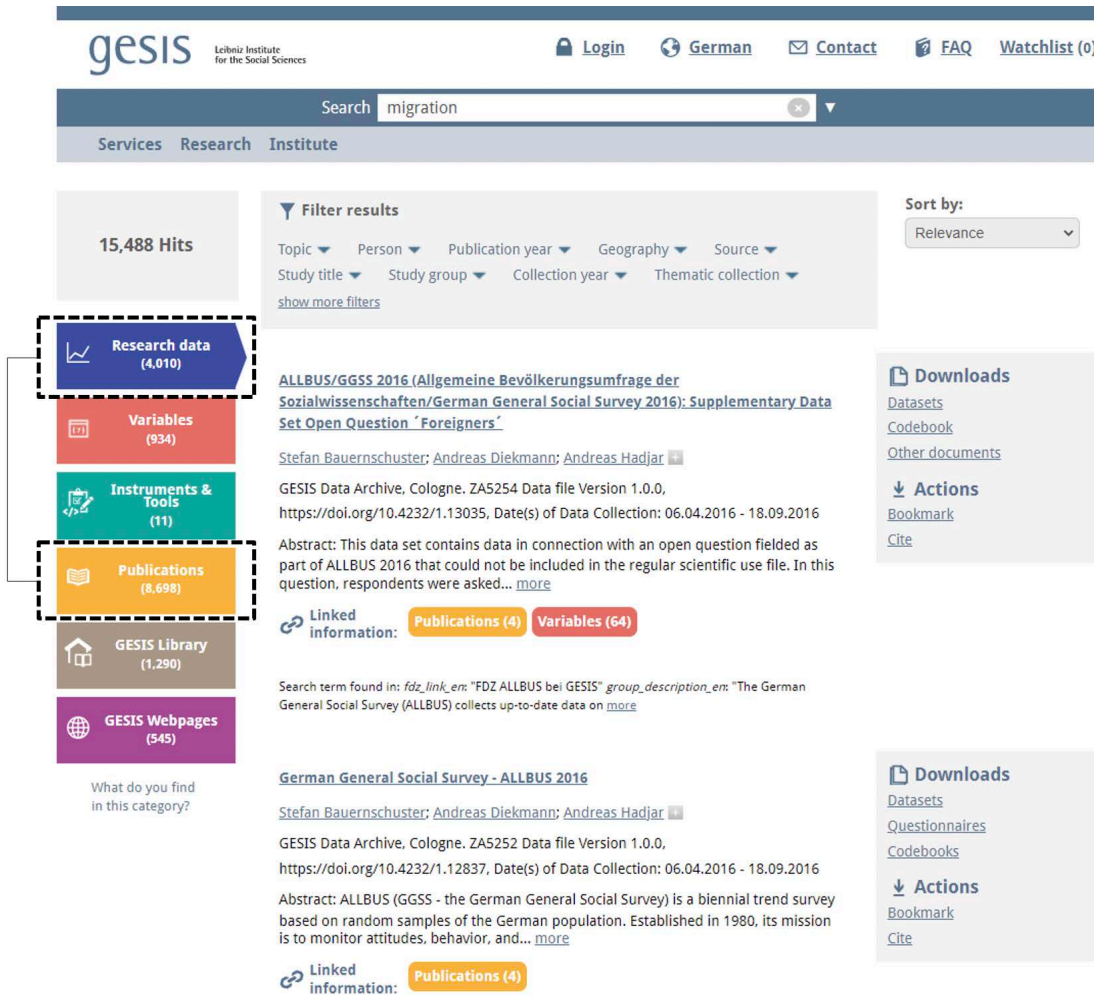 gesis
Leibniz Institute
for the Social Sciences
Login
German
Contact
FAQ
Watchlist (0)
Search
migration
Services Research Institute
15,488 Hits
Filter results
Topic Person Publication year Geography Source
Study title Study group Collection year Thematic collection
show more filters
Sort by:
Relevance
Research data
(4,010)
Variables
(934)
Instruments &
Tools
(11)
Publications
(8,698)
GESIS Library
(1,290)
GESIS Webpages
(545)
What do you find
in this category?
ALLBUS/GGSS 2016 (Allgemeine Bevölkerungsumfrage der
Sozialwissenschaften/German General Social Survey 2016): Supplementary Data
Set Open Question ´Foreigners´
Stefan Bauernschuster; Andreas Diekmann; Andreas Hadjar +
GESIS Data Archive, Cologne. ZA5254 Data file Version 1.0.0,
https://doi.org/10.4232/1.13035, Date(s) of Data Collection: 06.04.2016 - 18.09.2016
Abstract: This data set contains data in connection with an open question fielded as
part of ALLBUS 2016 that could not be included in the regular scientific use file. In this
question, respondents were asked... more
Linked
information:
Publications (4) Variables (64)
Search term found in: fdz_link_en: "FDZ ALLBUS bei GESIS" group_description_en: "The German
General Social Survey (ALLBUS) collects up-to-date data on more
Downloads
Datasets
Codebook
Other documents
Actions
Bookmark
Cite
German General Social Survey - ALLBUS 2016
Stefan Bauernschuster; Andreas Diekmann; Andreas Hadjar +
GESIS Data Archive, Cologne. ZA5252 Data file Version 1.0.0,
https://doi.org/10.4232/1.12837, Date(s) of Data Collection: 06.04.2016 - 18.09.2016
Abstract: ALLBUS (GGSS - the German General Social Survey) is a biennial trend survey
based on random samples of the German population. Established in 1980, its mission
is to monitor attitudes, behavior, and... more
Linked
information:
Publications (4)
Downloads
Datasets
Questionnaires
Codebooks
Actions
Bookmark
Cite